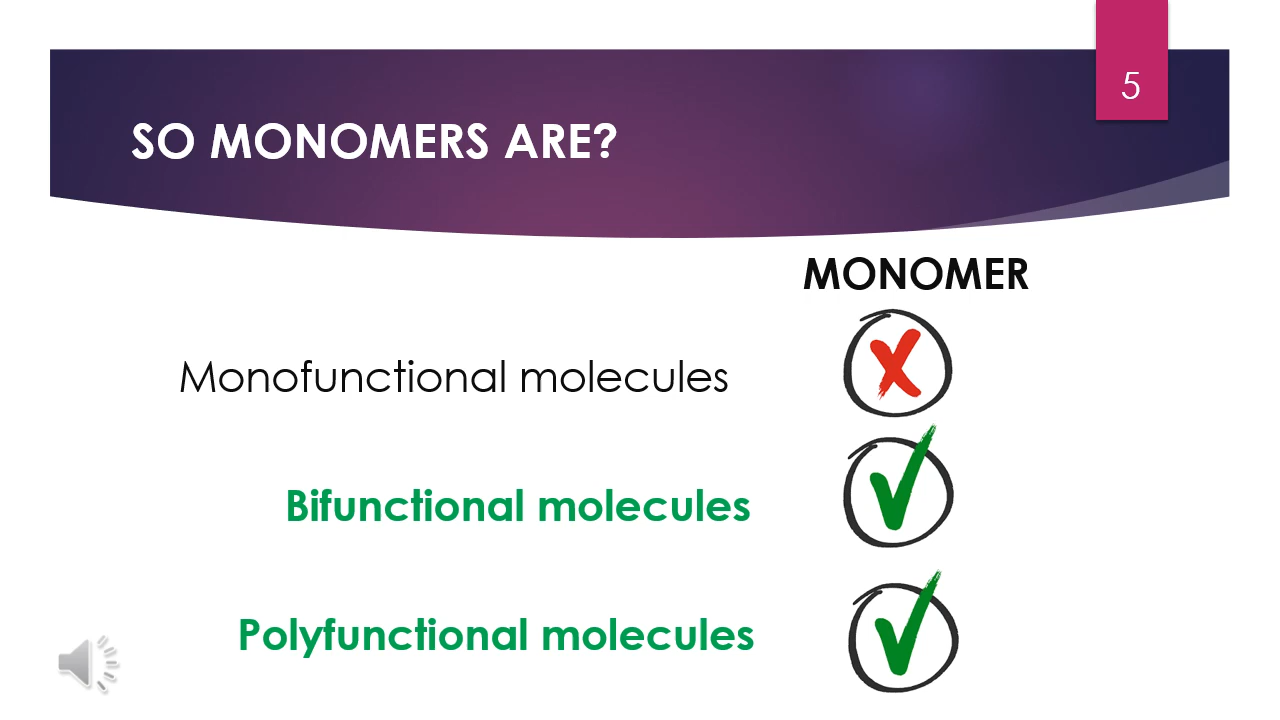 5
SO MONOMERS ARE?
MONOMER
Monofunctional molecules
Bifunctional molecules
Polyfunctional molecules